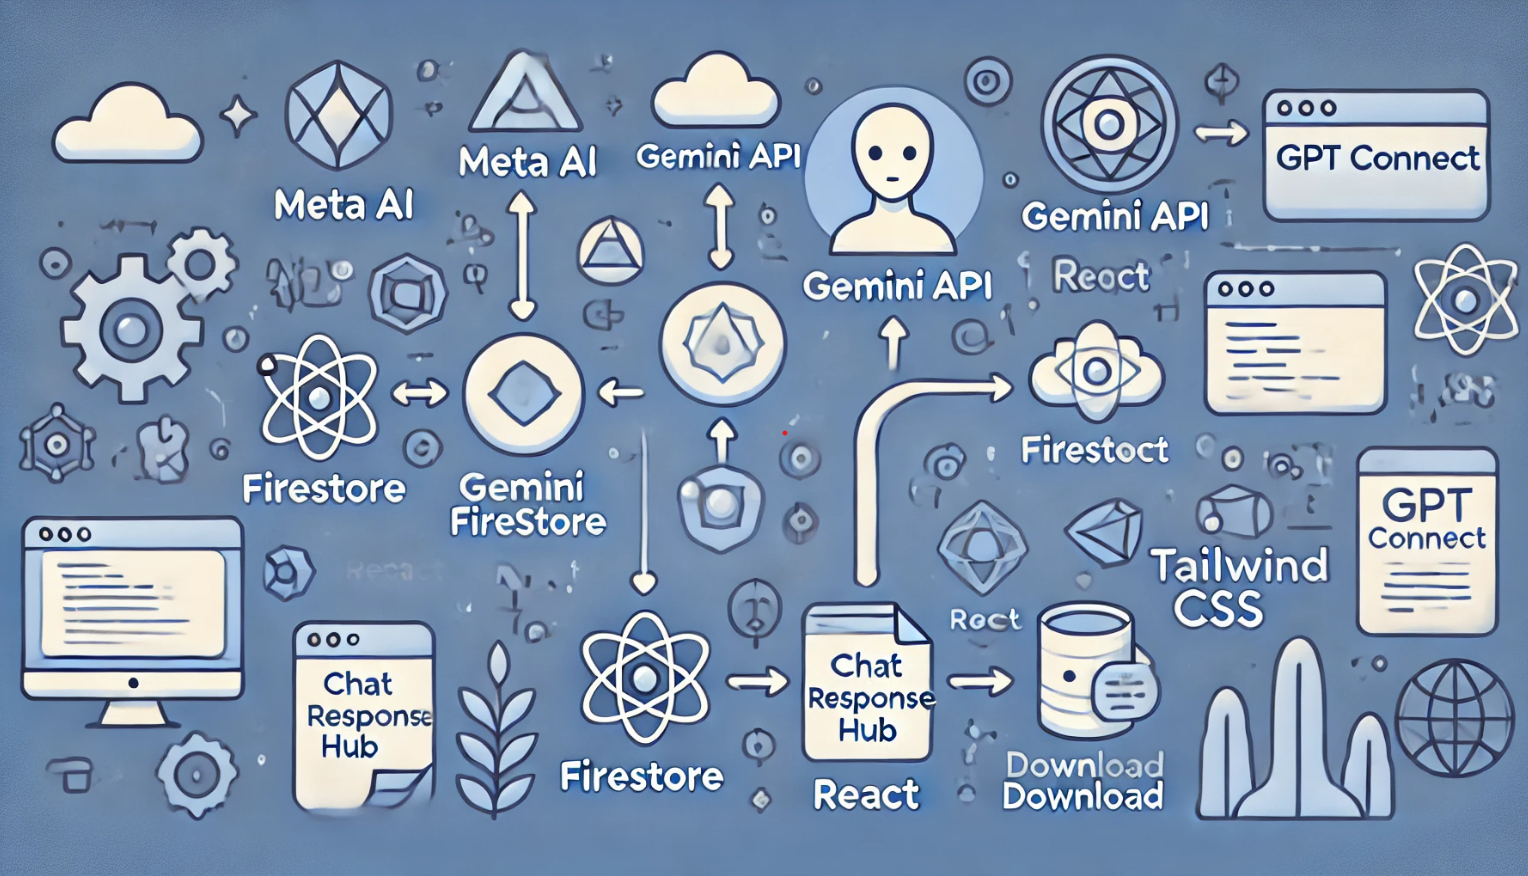 Meta AI
Meta AI
Gemini API
Gemini API
Gemini API
GPT Connect
React
Firestore
Gemini
FireStore
Firestoct
GPT
Connect
Tailwind
CSS
Roct
Chat
Response
Hub
Firestore
Chat
Response
Hub
React
Download
Download